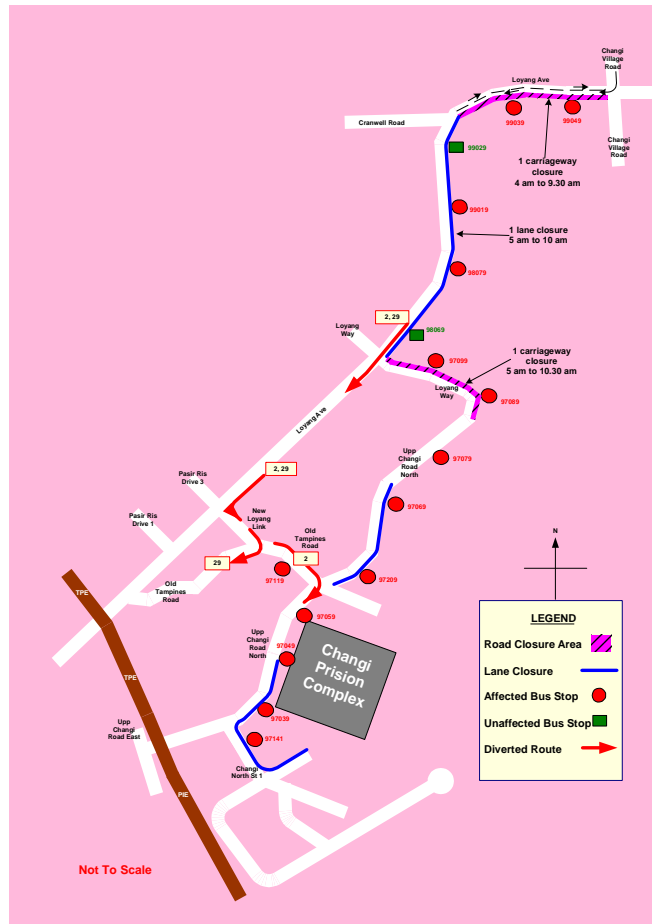 Changi
Village
Road
Loyang Ave
Cranwell Road
99039
99049
Changi
Village
Road
99029
1 carriageway
closure
4 am to 9.30 am
99019
1 lane closure
5 am to 10 am
98079
2, 29
Loyang
Way
98069
1 carriageway
closure
5 am to 10.30 am
97099
Loyang
Way
97089
Loyang Ave
Upp
Changi
Road
North
97079
Pasir Ris
Drive 3
2, 29
97069
New
Loyang
Link
Pasir Ris
Drive 1
Old
Tampines
Road
N
29
2
97119
97209
TPE
Old
Tampines
Road
97059
LEGEND
Road Closure Area
Lane Closure
Affected Bus Stop
Unaffected Bus Stop
Diverted Route
Upp
Changi
Road
North
97049
Changi
Prision
Complex
TPE
97039
Upp
Changi
Road East
97141
Changi
North St 1
PIE
Not To Scale